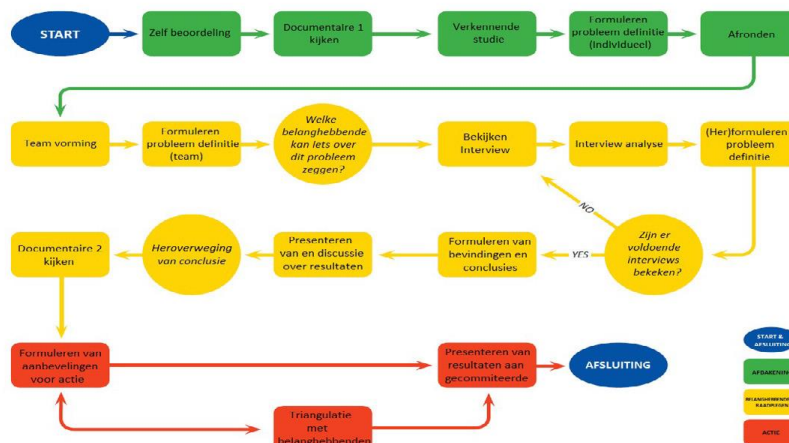 START
Zelf beoordeling
Documentaire 1
kijken
Verkennende
studie
Formuleren
probleem definitie
(individueel)
Afronden
Team vorming
Formuleren
probleem definitie
(team)
Welke
belanghebbende
kan iets over
dit probleem
zeggen?
Bekijken
Interview
Interview analyse
(Her)formuleren
probleem
definitie
NO
Documentaire 2
kijken
Heroverweging
van conclusie
Presenteren
van en discussie
over resultaten
Formuleren van
bevindingen en
conclusies
YES
Zijn er
voldoende
interviews
bekeken?
Formuleren van
aanbevelingen
voor actie
Presenteren van
resultaten aan
gecommiteerde
AFSLUITING
Triangulatie
met
belanghebbenden
START &
AFSLUITING
AFBAKENING
RAADPLEGEN
ACTIE